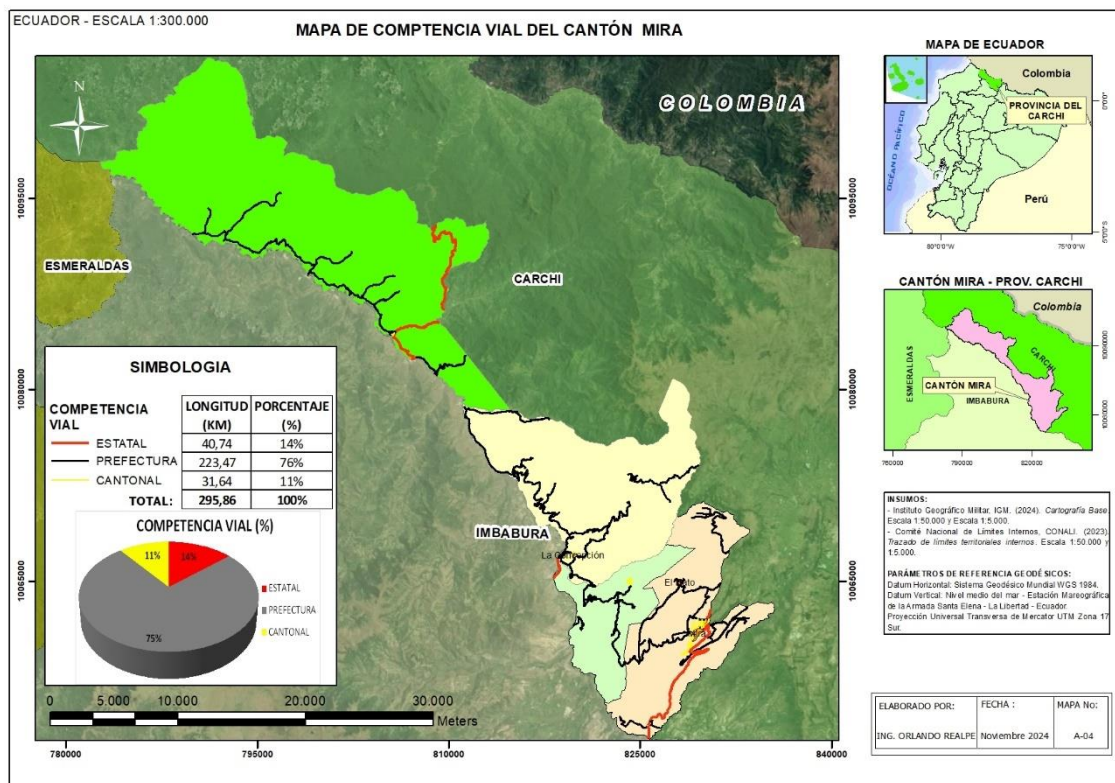 ECUADOR - ESCALA 1:300.000
MAPA DE COMPTENCIA VIAL DEL CANTÓN MIRA
N
COLOMBIA
ESMERALDAS
CARCHI
IMBABURA
La Concepción
Mira
10095000
10080000
10065000
SIMBOLOGIA
COMPETENCIA VIAL
LONGITUD (KM)
PORCENTAJE (%)
ESTATAL 40,74 14%
PREFECTURA 223,47 76%
CANTONAL 31,64 11%
TOTAL: 295,86 100%
COMPETENCIA VIAL (%)
11%
14%
75%
ESTATAL
PREFECTURA
CANTONAL
0 5.000 10.000 20.000 30.000
Meters
780000 795000 810000 825000 840000
MAPA DE ECUADOR
Colombia
PROVINCIA DEL CARCHI
OCÉANO PACÍFICO
Perú
0°0'0"
5°0'0"S
80°0'0"W 75°0'0"W
CANTÓN MIRA - PROV. CARCHI
Colombia
CARCHI
ESMERALDAS
CANTÓN MIRA
IMBABURA
760000 790000 820000
INSUMOS:
- Instituto Geográfico Militar, IGM. (2024). Cartografía Base.
Escala 1:50.000 y Escala 1:5.000.
- Comité Nacional de Límites Internos, CONALI. (2023).
Trazado de límites territoriales internos. Escala 1:50.000 y
1:5.000.
PARÁMETROS DE REFERENCIA GEODÉSICOS:
Datum Horizontal: Sistema Geodésico Mundial WGS 1984.
Datum Vertical: Nivel medio del mar - Estación Mareográfica
de la Armada Santa Elena - La Libertad - Ecuador.
Proyección Universal Transversa de Mercator UTM Zona 17
Sur.
ELABORADO POR:
ING. ORLANDO REALPE
FECHA :
Noviembre 2024
MAPA No:
A-04